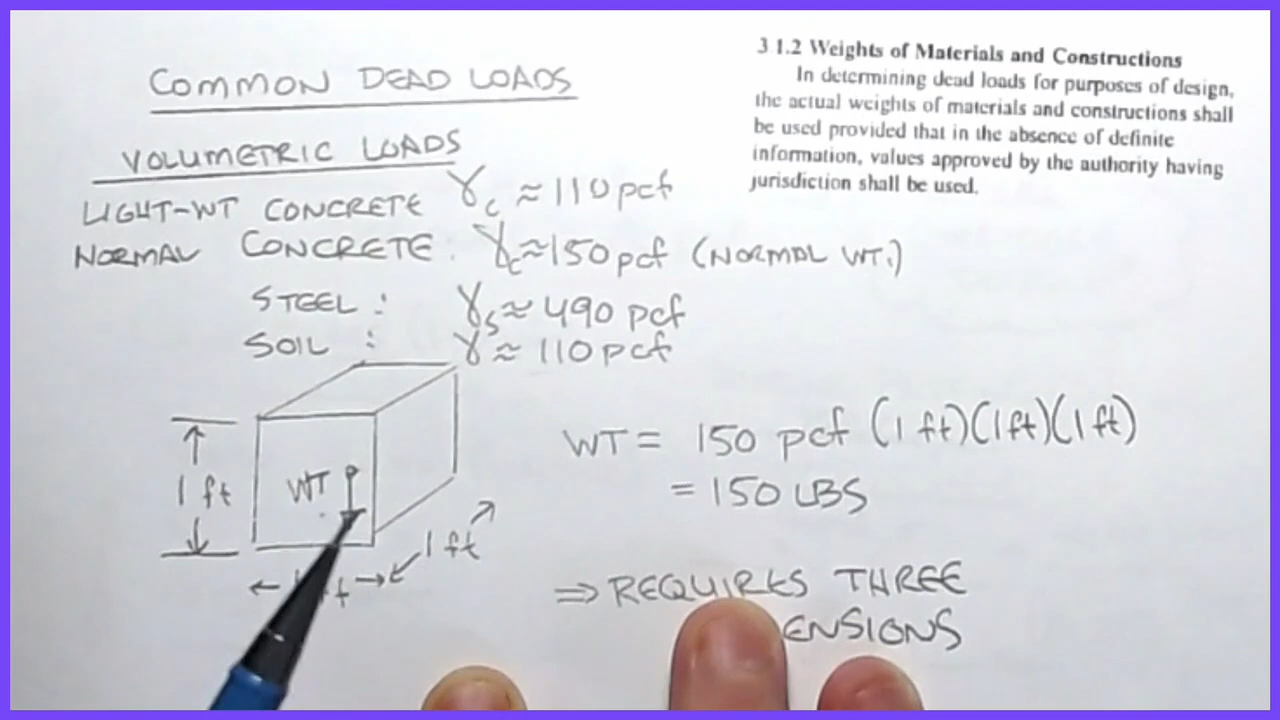 COMMON DEAD LOADS
VOLUMETRIC LOADS
LIGHT-WT CONCRETE γc ≈ 110 pcf
NORMAL CONCRETE : γc ≈ 150 pcf (NORMAL WT.)
STEEL : γs ≈ 490 pcf
SOIL : γ ≈ 110 pcf
3.1.2 Weights of Materials and Constructions
In determining dead loads for purposes of design,
the actual weights of materials and constructions shall
be used provided that in the absence of definite
information, values approved by the authority having
jurisdiction shall be used.
1 ft
WT
1 ft
WT = 150 pcf (1 ft)(1 ft)(1 ft)
= 150 LBS
⇒ REQUIRES THREE
ENSIONS